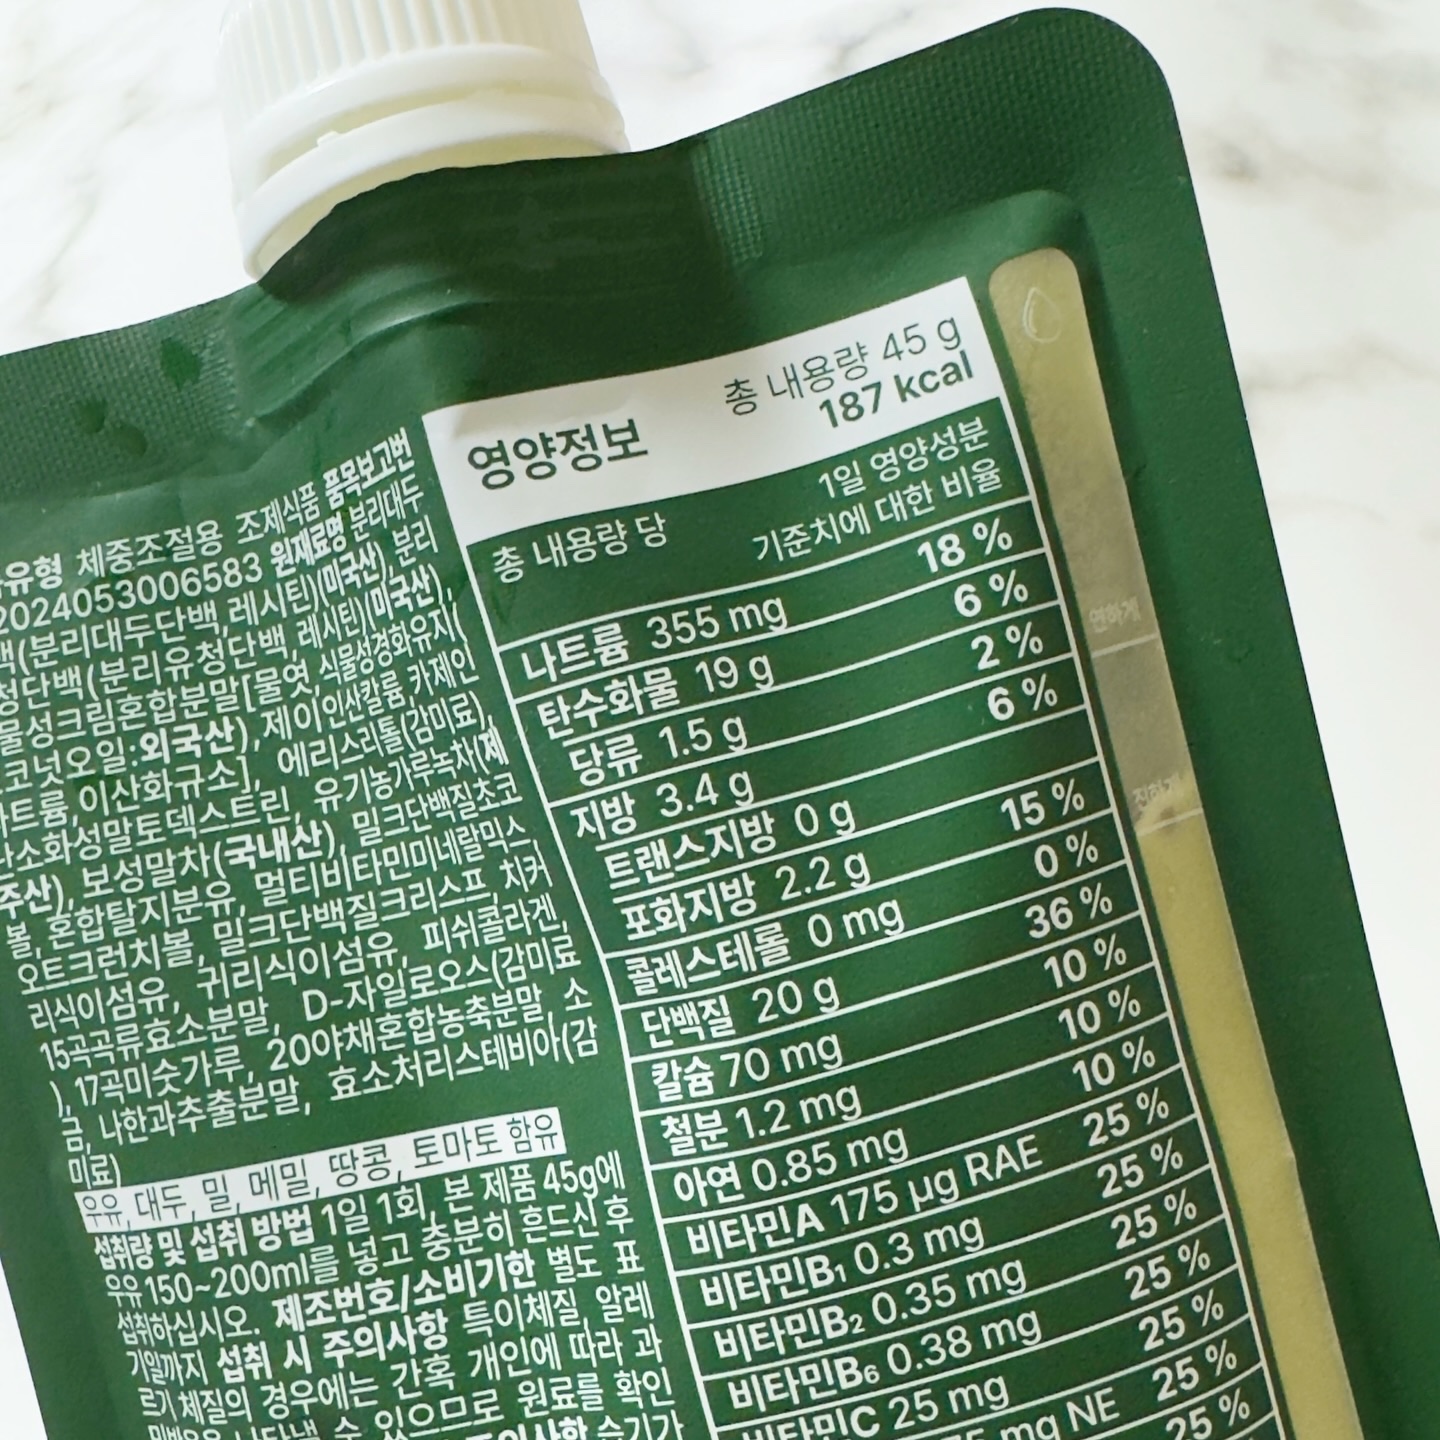 유형 체중조절용 조제식품 품목보고번
2024053006583 원재료명 분리대두
백(분리대두단백, 레시틴)(미국산), 분리
청단백(분리유청단백, 레시틴)(미국산),
물성크림혼합분말[물엿, 식물성경화유지(
코넛오일:외국산), 제이인산칼륨, 카제인
나트륨, 이산화규소], 에리스리톨(감미료),
난소화성말토덱스트린, 유기농가루녹차(제
주산), 보성말차(국내산), 밀크단백질초코
볼, 혼합탈지분유, 멀티비타민미네랄믹스,
오트크런치볼, 밀크단백질크리스프, 치커
리식이섬유, 귀리식이섬유, 피쉬콜라겐,
15곡곡류효소분말, D-자일로오스(감미료
), 17곡미숫가루, 20야채혼합농축분말, 소
금, 나한과추출분말, 효소처리스테비아(감
미료)
우유, 대두, 밀, 메밀, 땅콩, 토마토 함유
섭취량 및 섭취 방법 1일 1회, 본 제품 45g에
우유 150~200ml를 넣고 충분히 흔드신 후
섭취하십시오. 제조번호/소비기한 별도 표
기일까지 섭취 시 주의사항 특이체질, 알레
르기 체질의 경우에는 간혹 개인에 따라 과
수 있으므로 원료를 확인
영양정보
총 내용량 45 g
187 kcal
총 내용량 당
1일 영양성분
기준치에 대한 비율
나트륨 355 mg 18 %
탄수화물 19 g 6 %
당류 1.5 g 2 %
지방 3.4 g 6 %
트랜스지방 0 g
포화지방 2.2 g 15 %
콜레스테롤 0 mg 0 %
단백질 20 g 36 %
칼슘 70 mg 10 %
철분 1.2 mg 10 %
아연 0.85 mg 10 %
비타민A 175 μg RAE 25 %
비타민B₁ 0.3 mg 25 %
비타민B₂ 0.35 mg 25 %
비타민B₆ 0.38 mg 25 %
비타민C 25 mg 25 %
mg NE 25 %
25 %
연하게
진하게